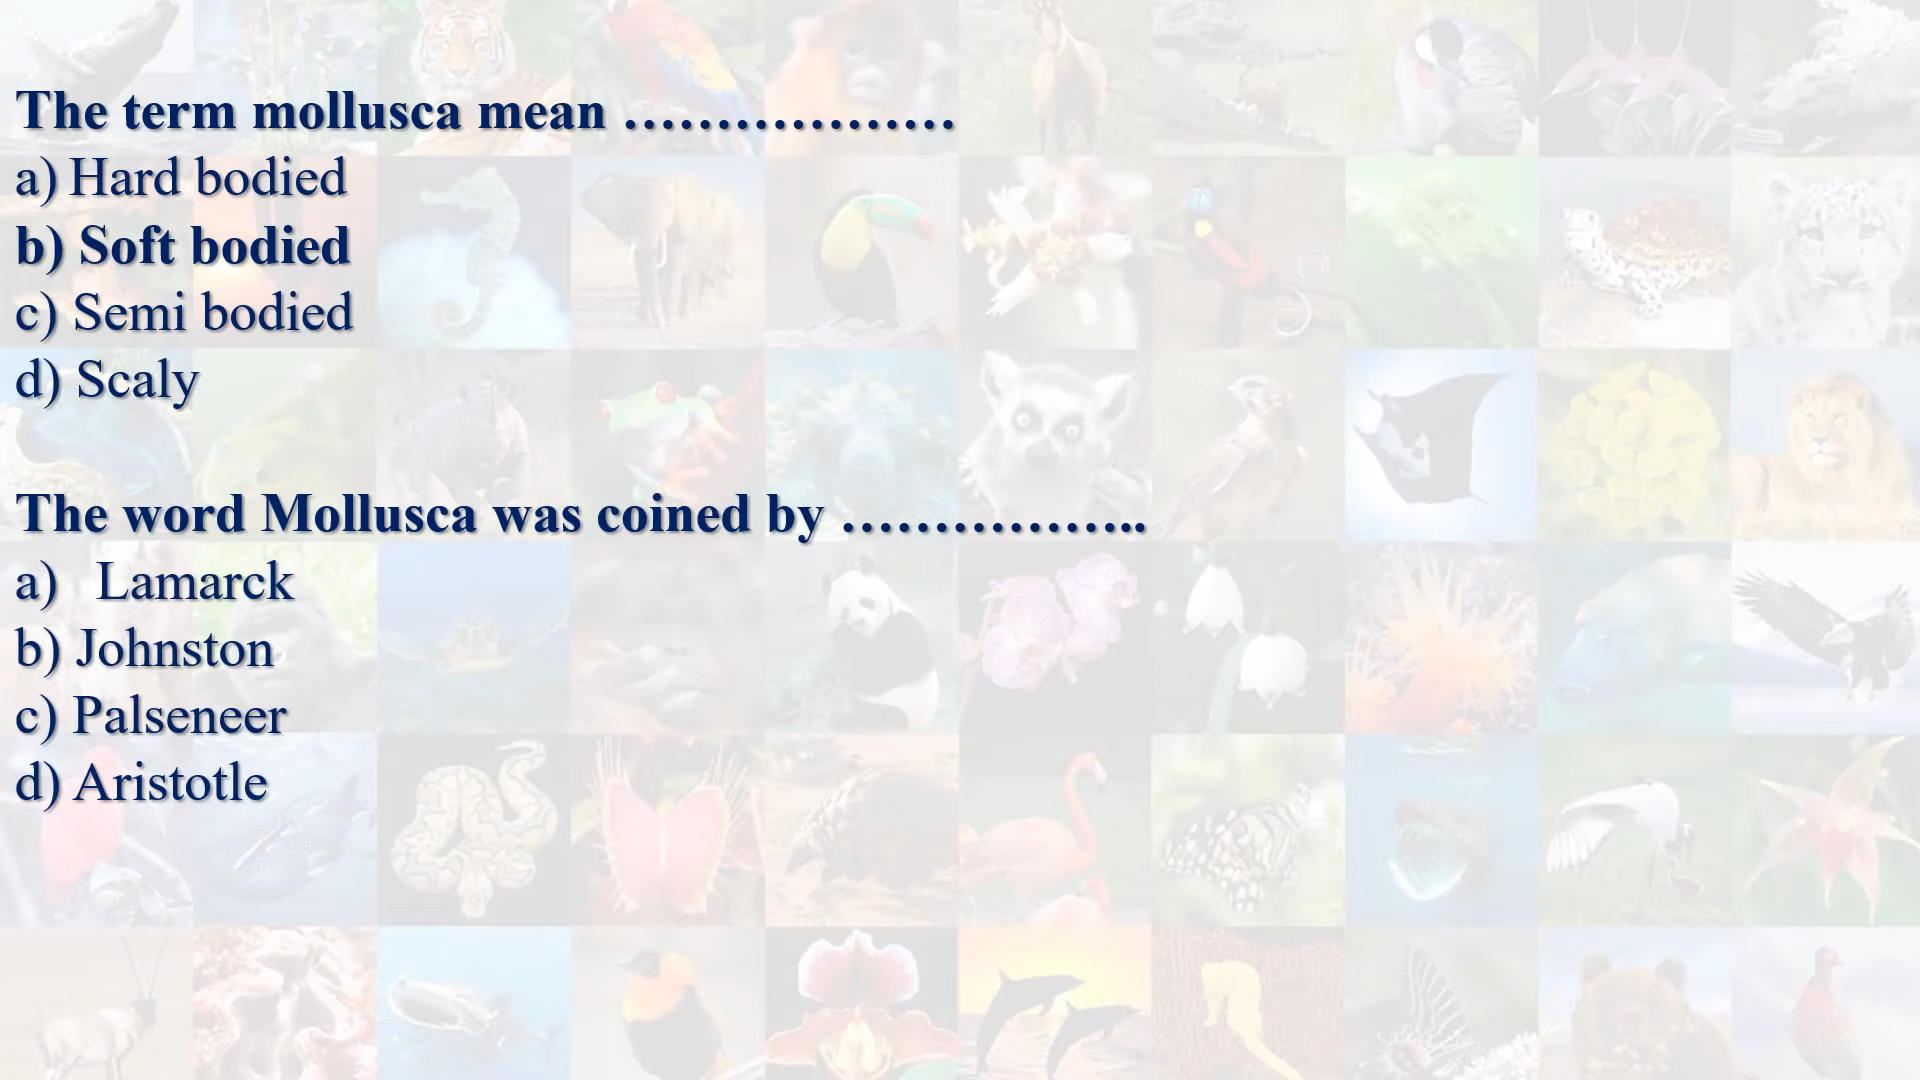 The term mollusca mean ………………
a) Hard bodied
b) Soft bodied
c) Semi bodied
d) Scaly
The word Mollusca was coined by ……………..
a) Lamarck
b) Johnston
c) Palseneer
d) Aristotle